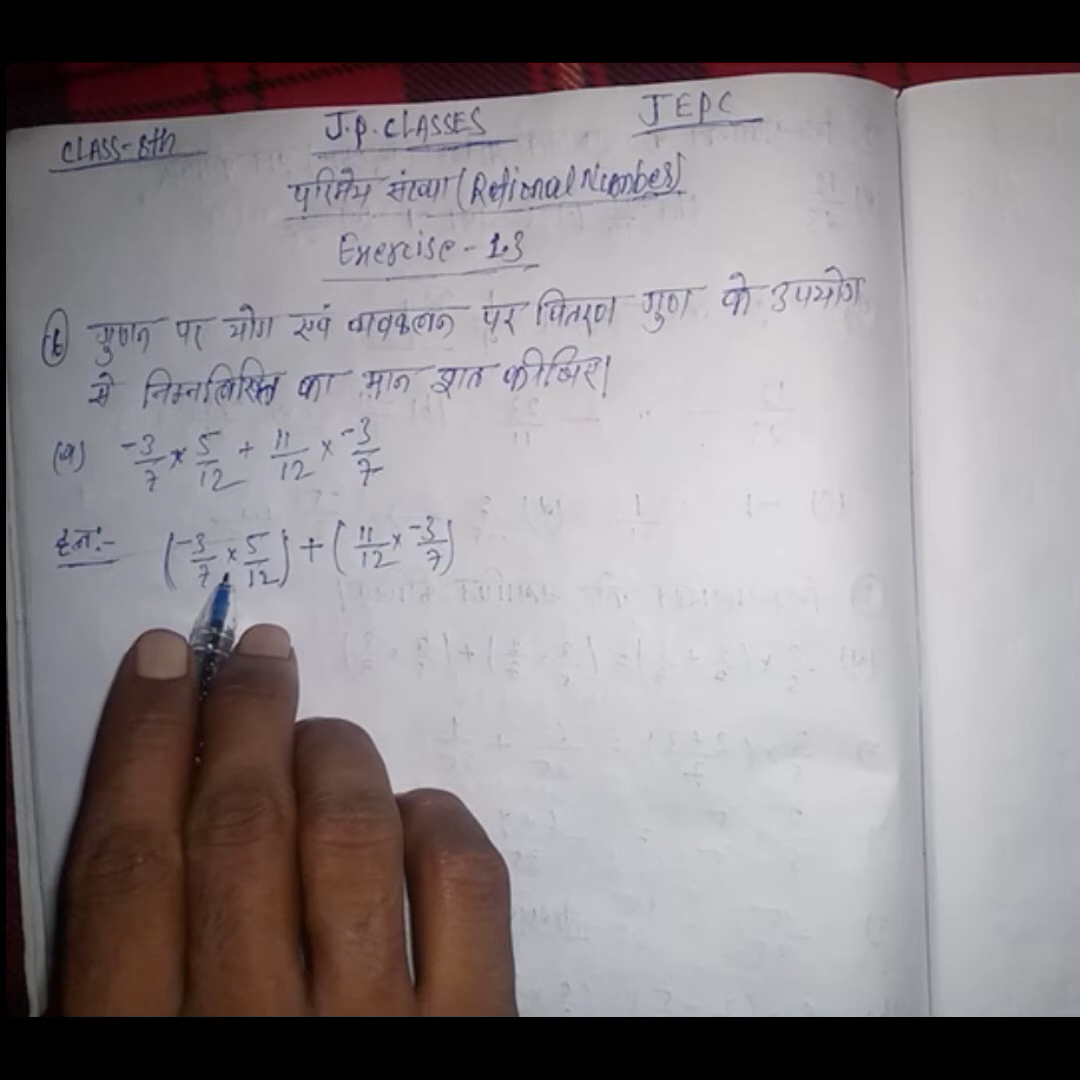 CLASS-8th J.P. CLASSES JEPC
परिमेय संख्या (Rational Number)
Exercise - 1.3
⑥ गुणन पर योग एवं व्यवकलन पर वितरण गुण के उपयोग
से निम्नलिखित का मान ज्ञात कीजिए।
(a) -3/7 × 5/12 + 11/12 × -3/7
हल:- (-3/7 × 5/12) + (11/12 × -3/7)